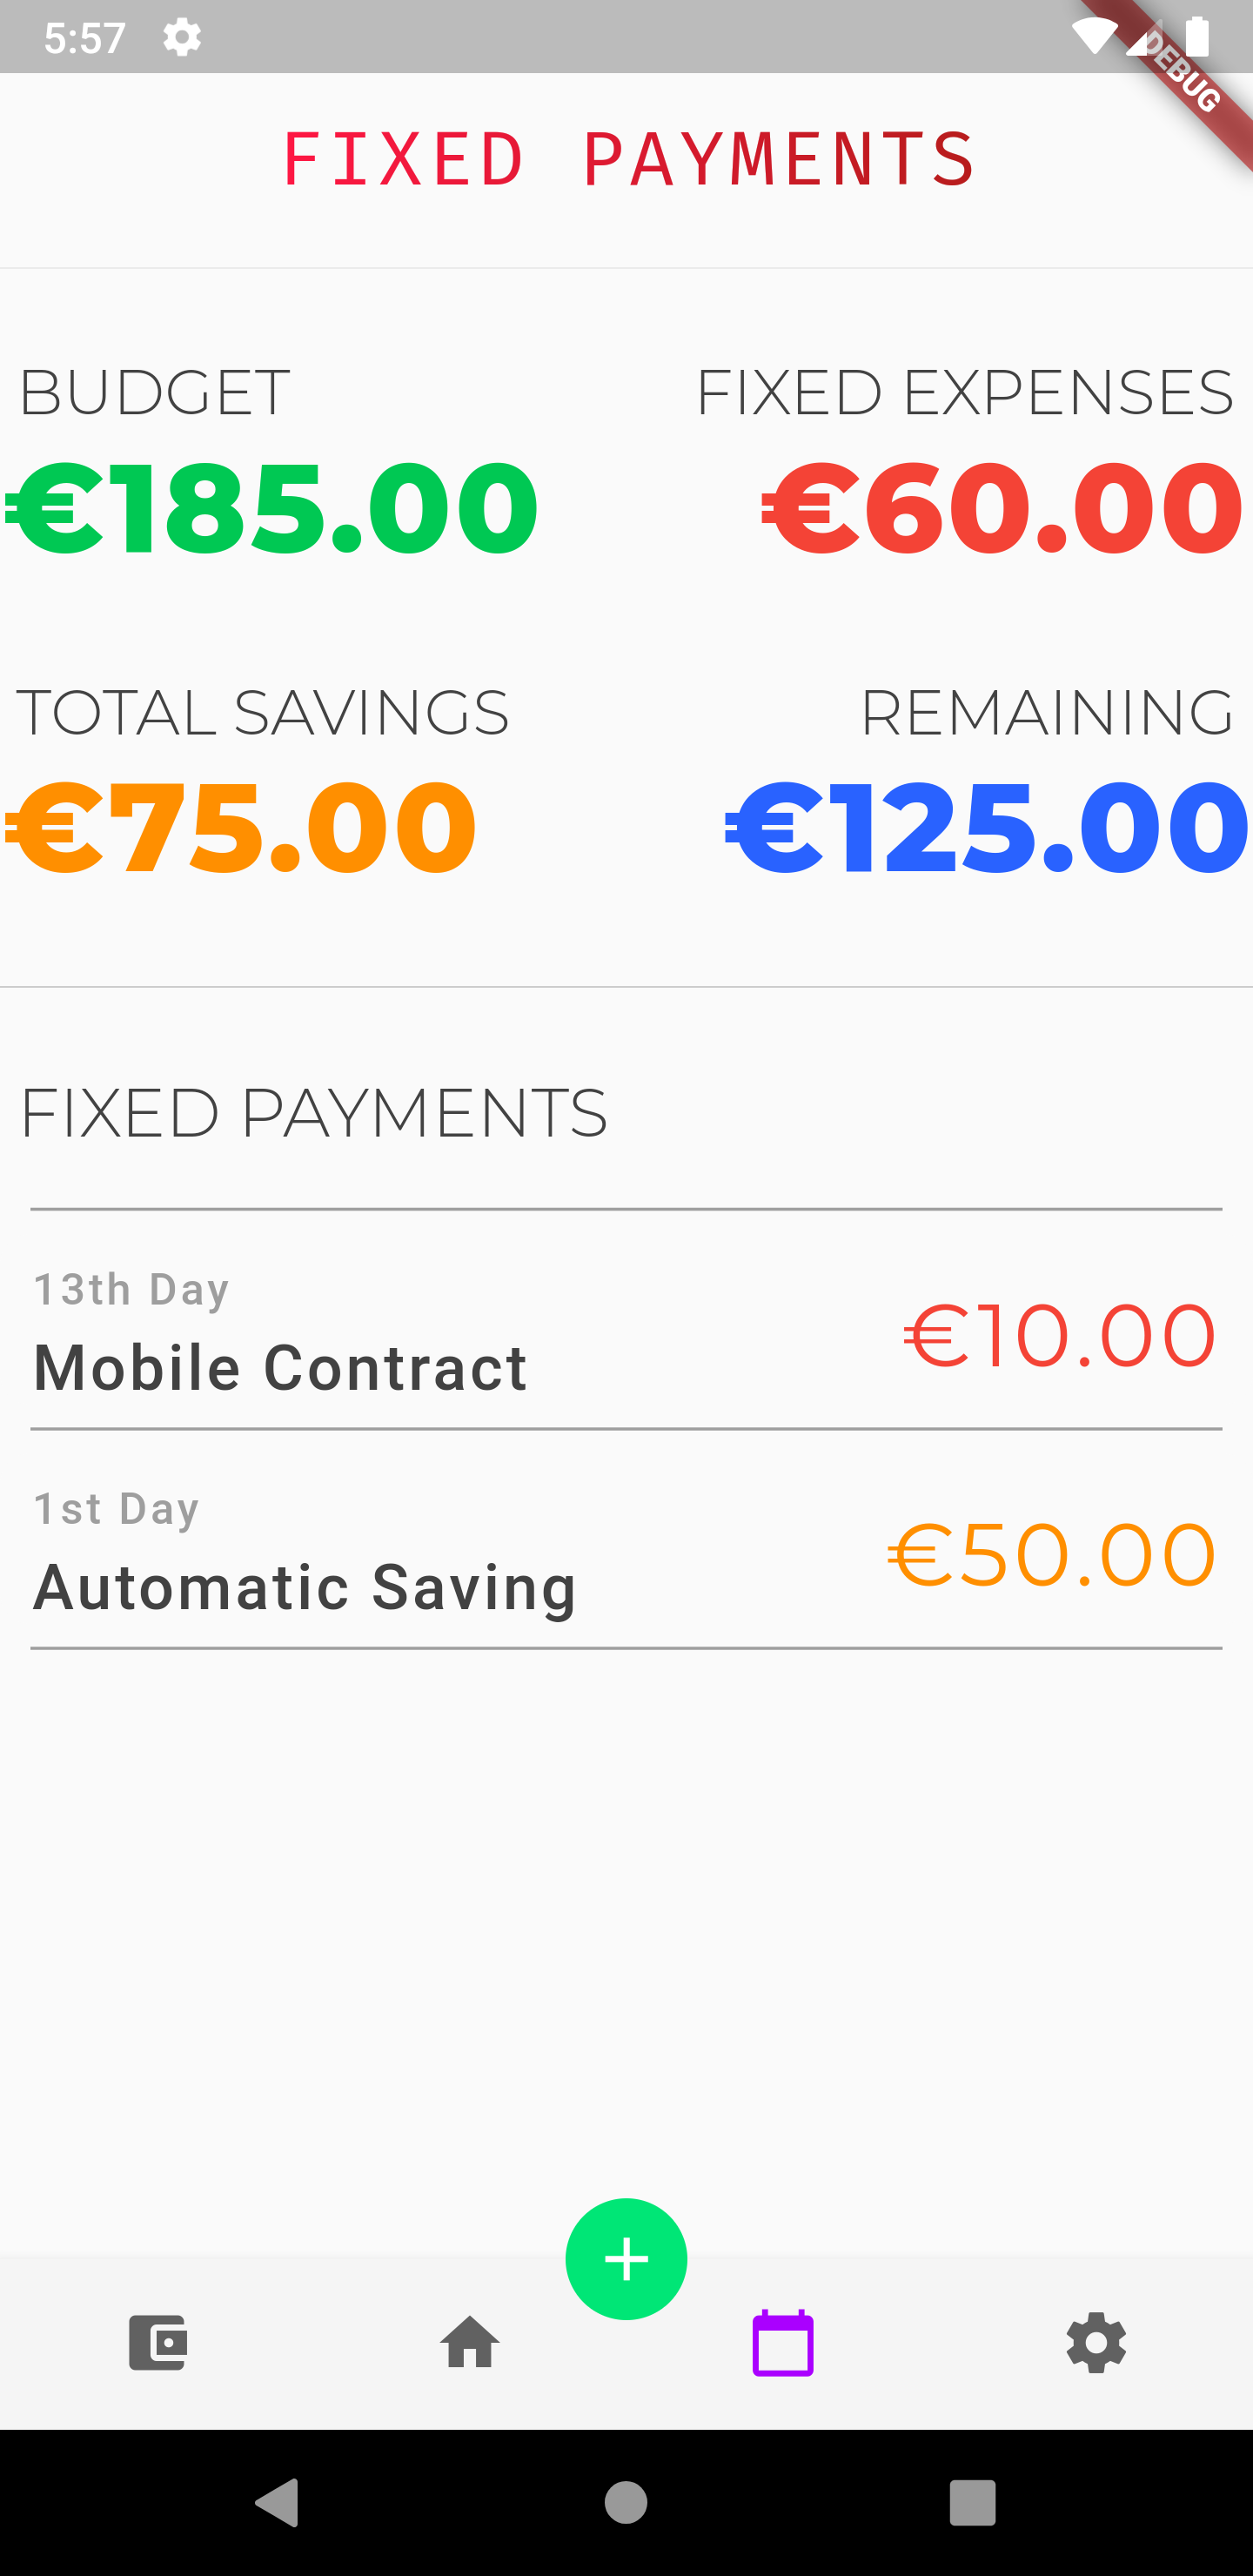 5:57
DEBUG
FIXED PAYMENTS
BUDGET
FIXED EXPENSES
€185.00
€60.00
TOTAL SAVINGS
REMAINING
€75.00
€125.00
FIXED PAYMENTS
13th Day
Mobile Contract
€10.00
1st Day
Automatic Saving
€50.00